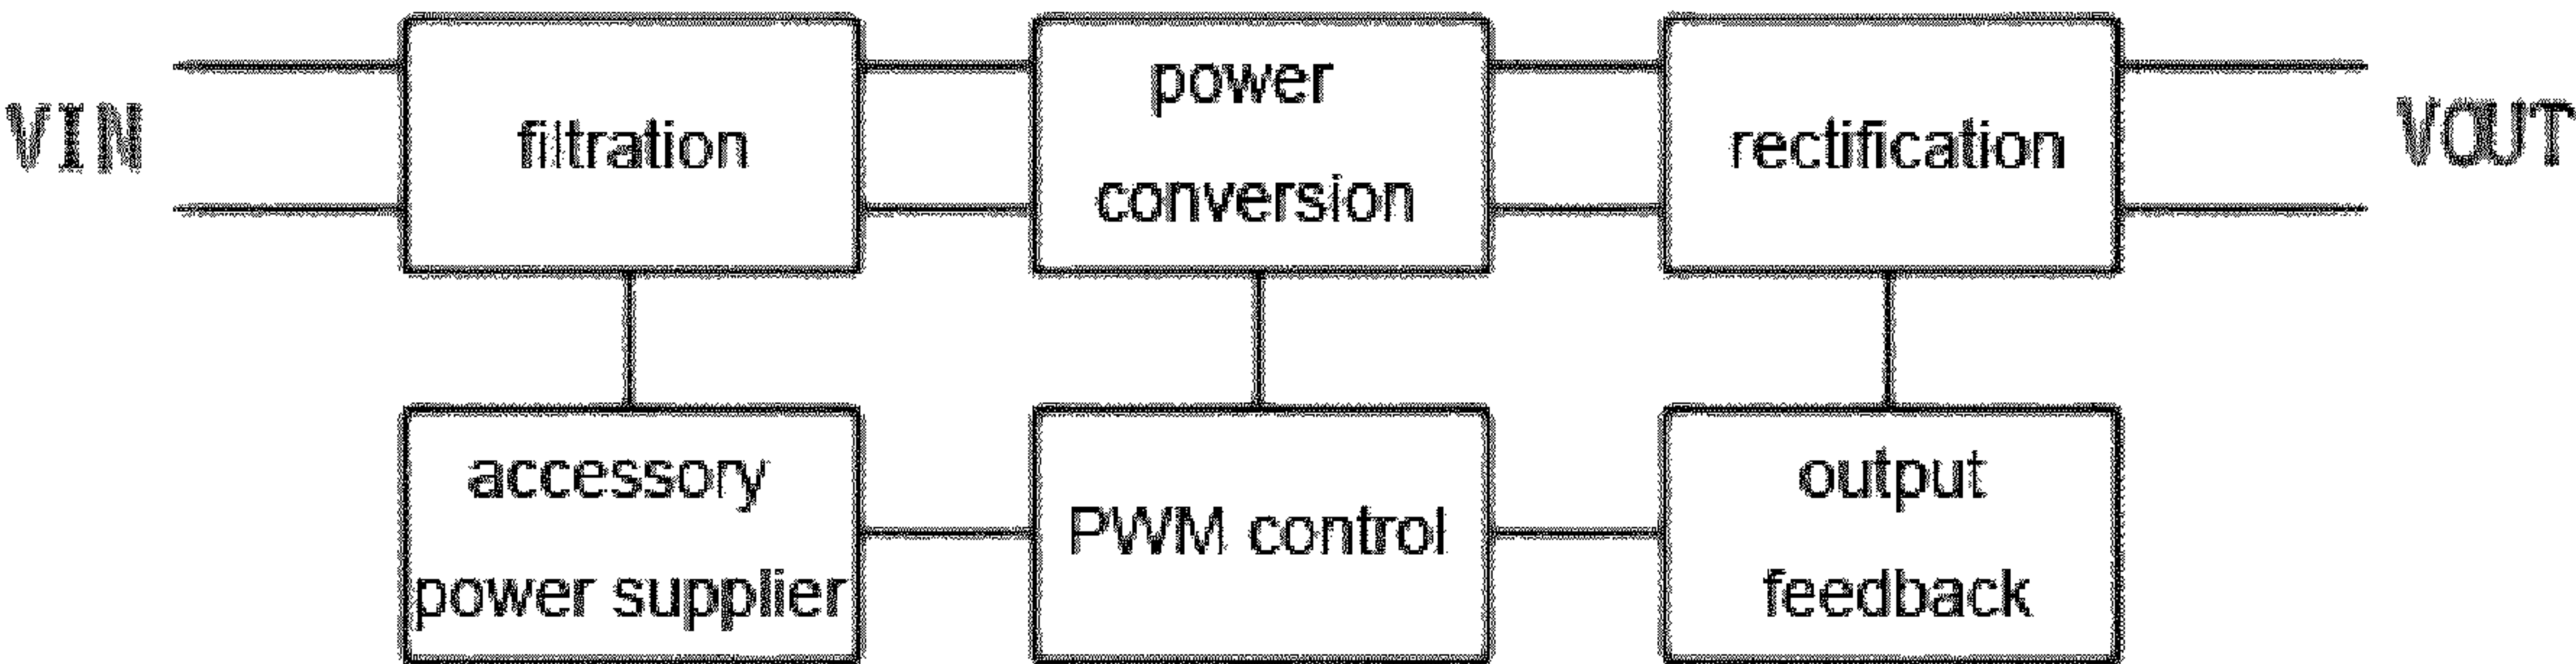 VIN
filtration
power
conversion
rectification
VOUT
accessory
power supplier
PWM control
output
feedback